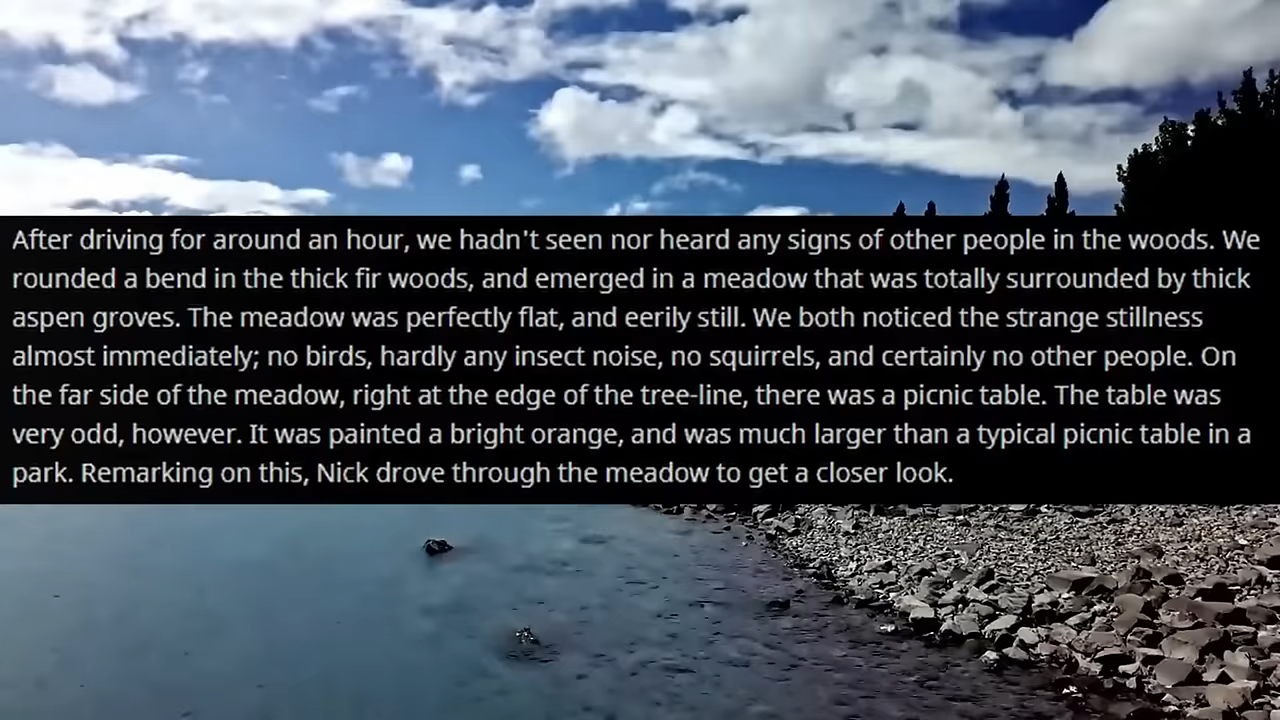 After driving for around an hour, we hadn't seen nor heard any signs of other people in the woods. We
rounded a bend in the thick fir woods, and emerged in a meadow that was totally surrounded by thick
aspen groves. The meadow was perfectly flat, and eerily still. We both noticed the strange stillness
almost immediately; no birds, hardly any insect noise, no squirrels, and certainly no other people. On
the far side of the meadow, right at the edge of the tree-line, there was a picnic table. The table was
very odd, however. It was painted a bright orange, and was much larger than a typical picnic table in a
park. Remarking on this, Nick drove through the meadow to get a closer look.